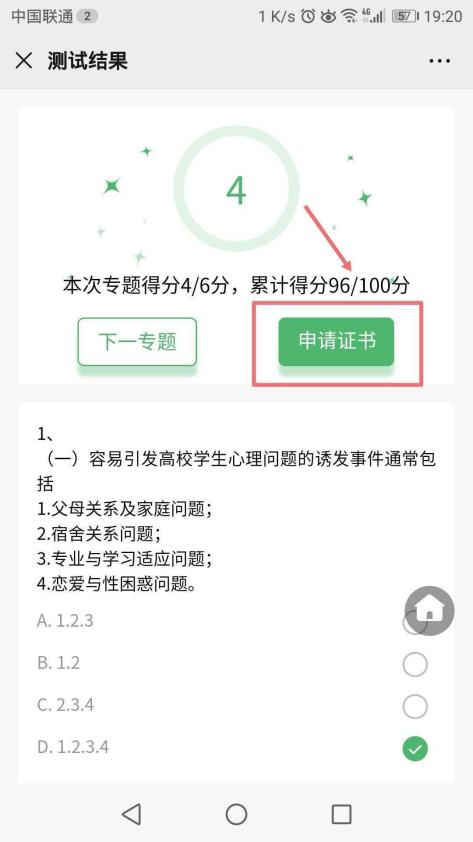 中国联通 2 1 K/s 4G 57 19:20
测试结果
4
本次专题得分4/6分，累计得分96/100分
下一专题
申请证书
1、
（一）容易引发高校学生心理问题的诱发事件通常包
括
1.父母关系及家庭问题；
2.宿舍关系问题；
3.专业与学习适应问题；
4.恋爱与性困惑问题。
A. 1.2.3
B. 1.2
C. 2.3.4
D. 1.2.3.4